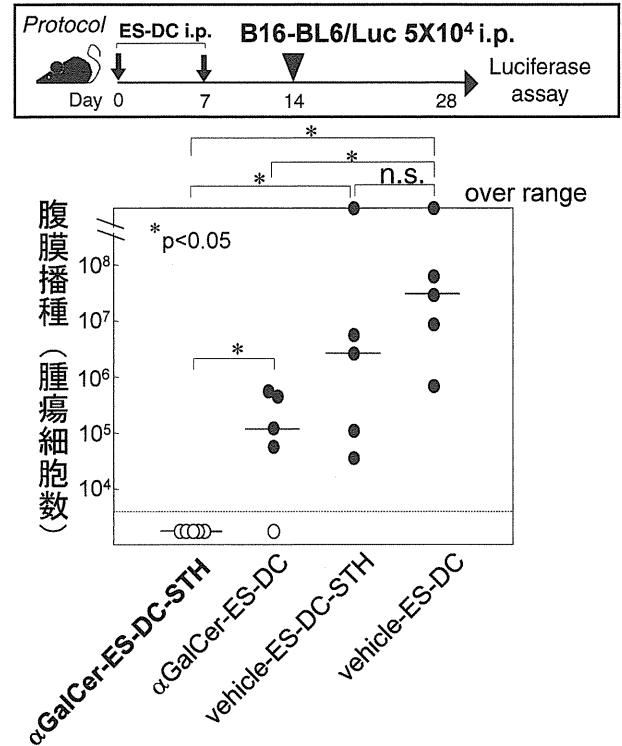 Protocol
ES-DC i.p.
B16-BL6/Luc 5X10⁴ i.p.
Luciferase
assay
Day 0 7 14 28
*
*
* n.s.
over range
*p<0.05
腹膜播種（腫瘍細胞数）
10⁸
10⁷
10⁶
10⁵
10⁴
*
αGalCer-ES-DC-STH
αGalCer-ES-DC
vehicle-ES-DC-STH
vehicle-ES-DC